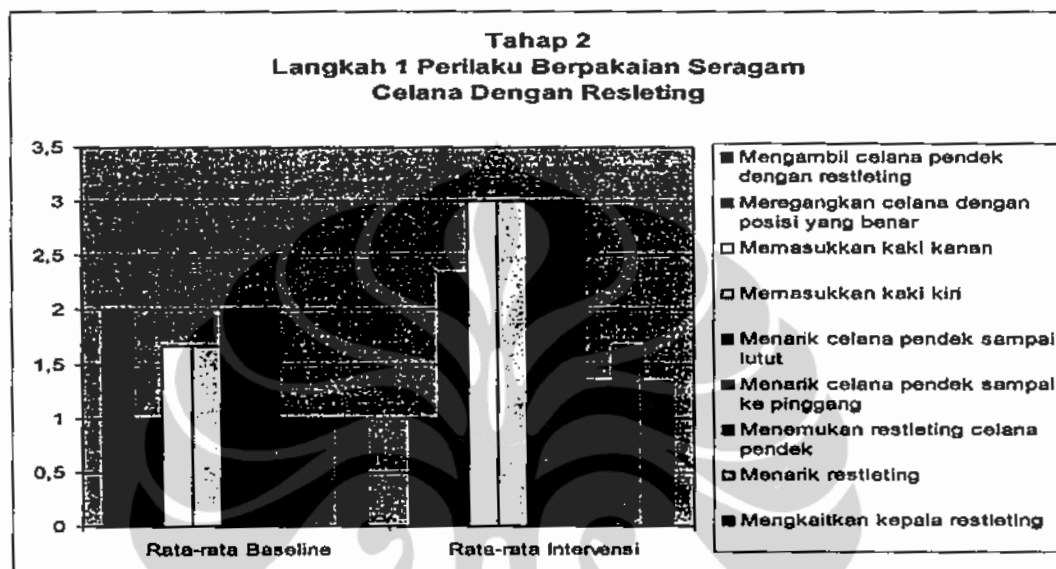 Tahap 2
Langkah 1 Perilaku Berpakaian Seragam
Celana Dengan Resleting
3,5
3
2,5
2
1,5
1
0,5
0
Rata-rata Baseline
Rata-rata Intervensi
Mengambil celana pendek
dengan restleting
Meregangkan celana dengan
posisi yang benar
Memasukkan kaki kanan
Memasukkan kaki kiri
Menarik celana pendek sampai
lutut
Menarik celana pendek sampai
ke pinggang
Menemukan restleting celana
pendek
Menarik restleting
Mengkaitkan kepala restleting